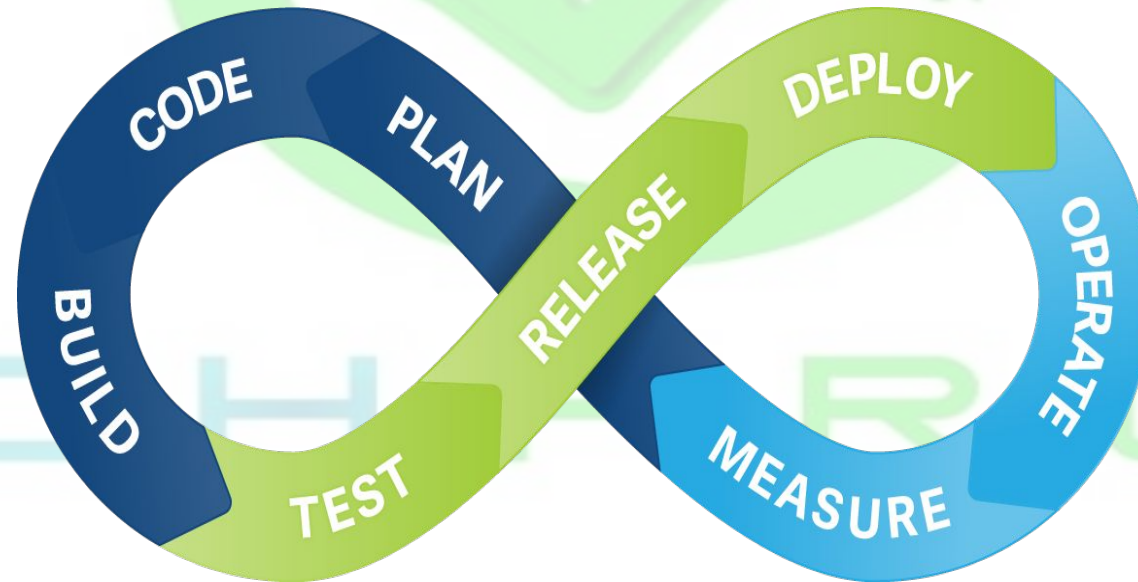 PLAN
CODE
BUILD
TEST
RELEASE
DEPLOY
OPERATE
MEASURE